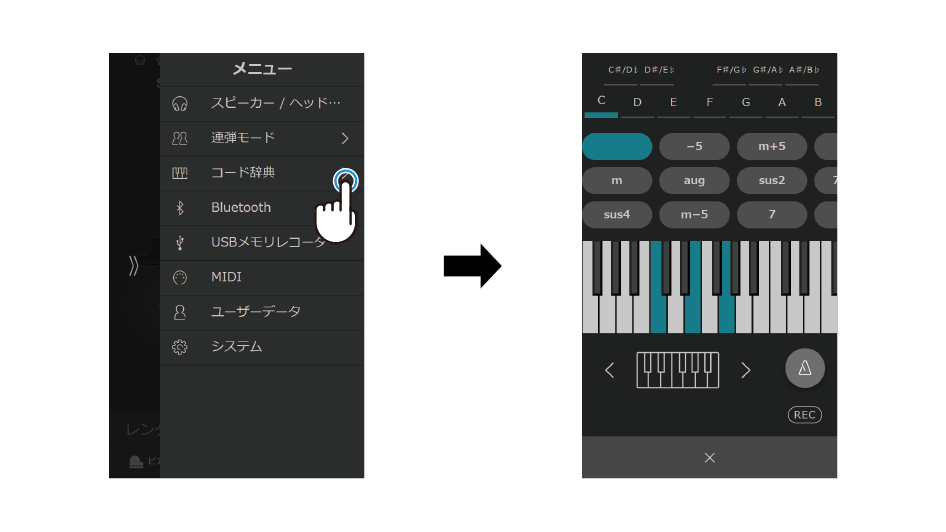 メニュー
スピーカー / ヘッド…
連弾モード
コード辞典
Bluetooth
USBメモリレコーダ
MIDI
ユーザーデータ
システム
レン
ピ
C♯/D♭ D♯/E♭ F♯/G♭ G♯/A♭ A♯/B♭
C D E F G A B
−5 m+5
m aug sus2 7
sus4 m−5 7
REC